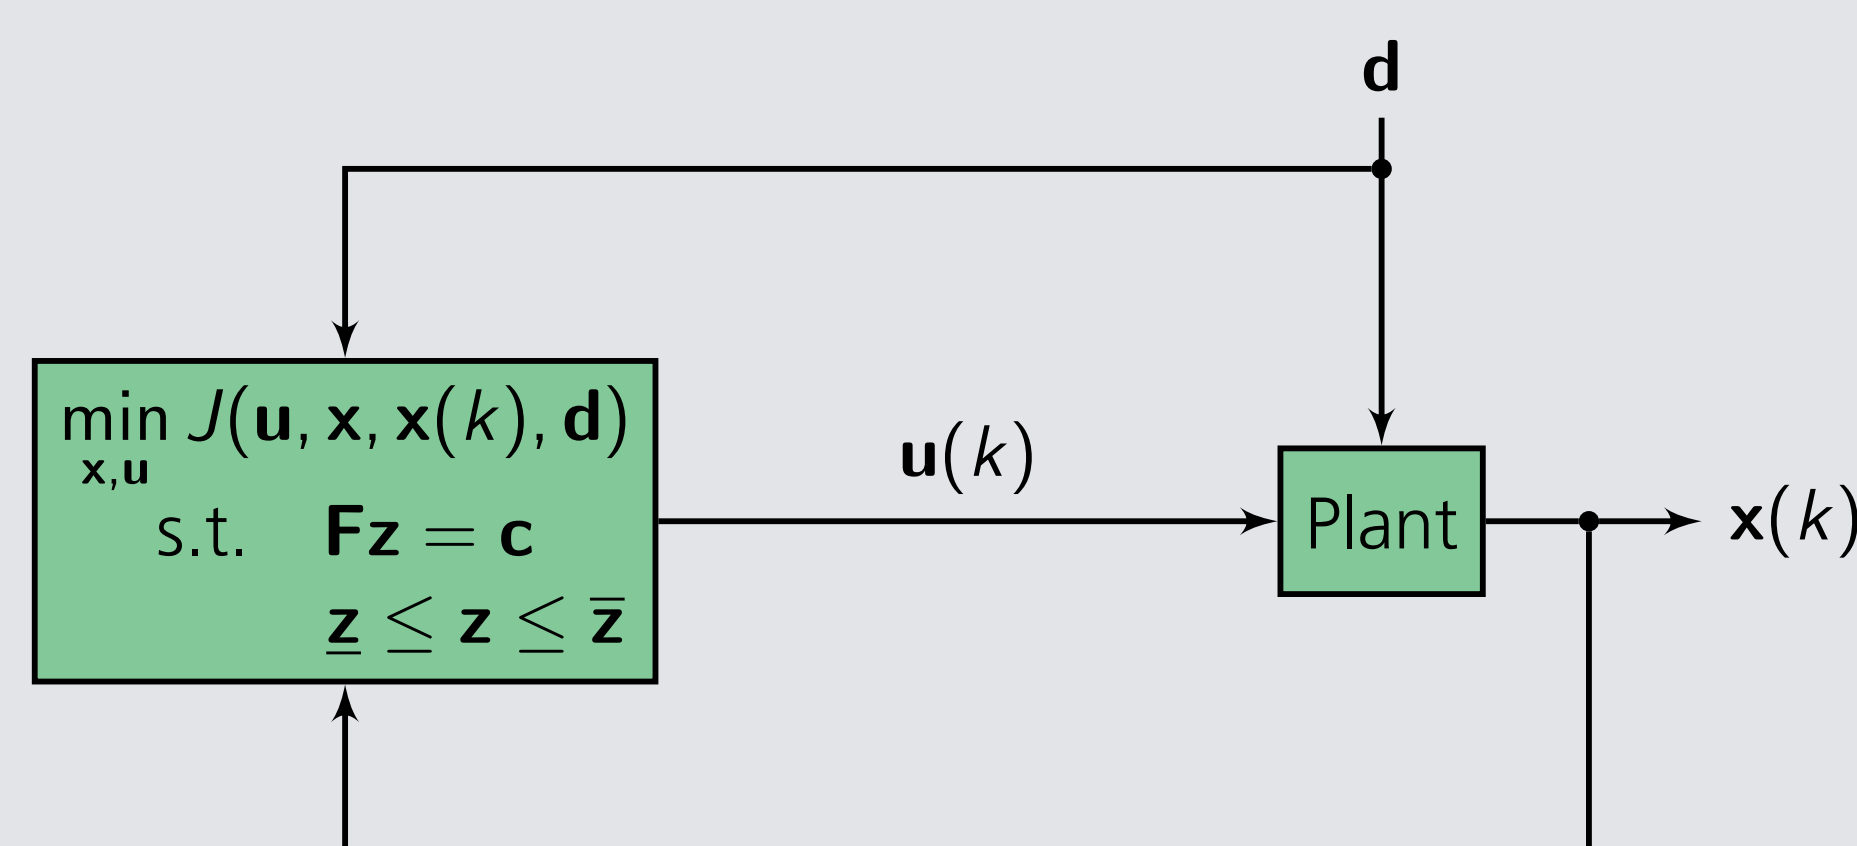 d
min J(u, x, x(k), d)
x,u
s.t. Fz = c
z̲ ≤ z ≤ z̅
u(k)
Plant
x(k)